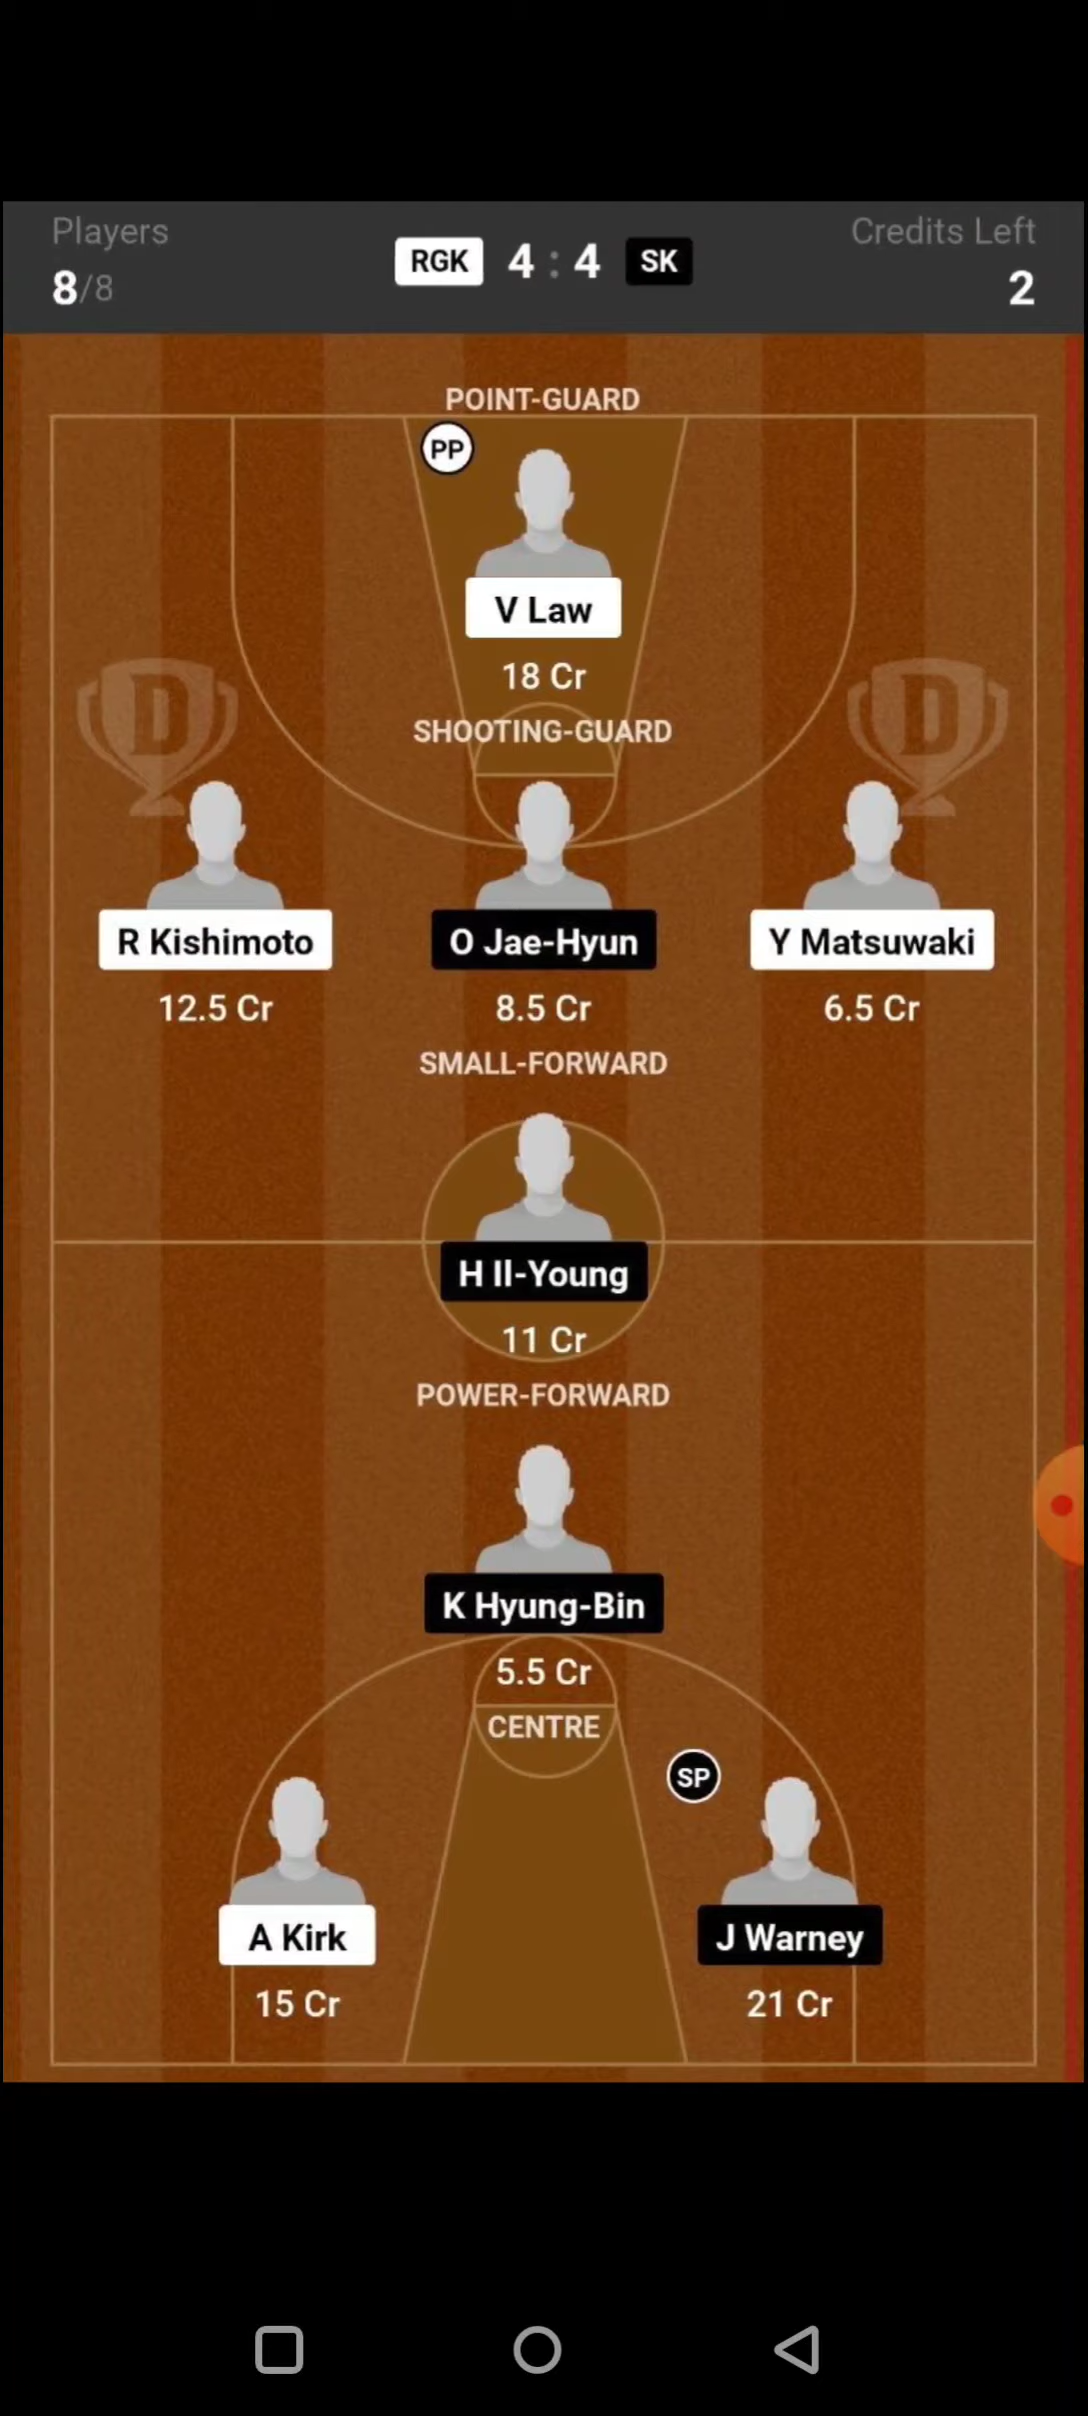 Players
Credits Left
RGK 4 : 4 SK
8/8
2
POINT-GUARD
PP
V Law
18 Cr
SHOOTING-GUARD
D
D
R Kishimoto
O Jae-Hyun
Y Matsuwaki
12.5 Cr
8.5 Cr
6.5 Cr
SMALL-FORWARD
H Il-Young
11 Cr
POWER-FORWARD
K Hyung-Bin
5.5 Cr
CENTRE
SP
A Kirk
J Warney
15 Cr
21 Cr